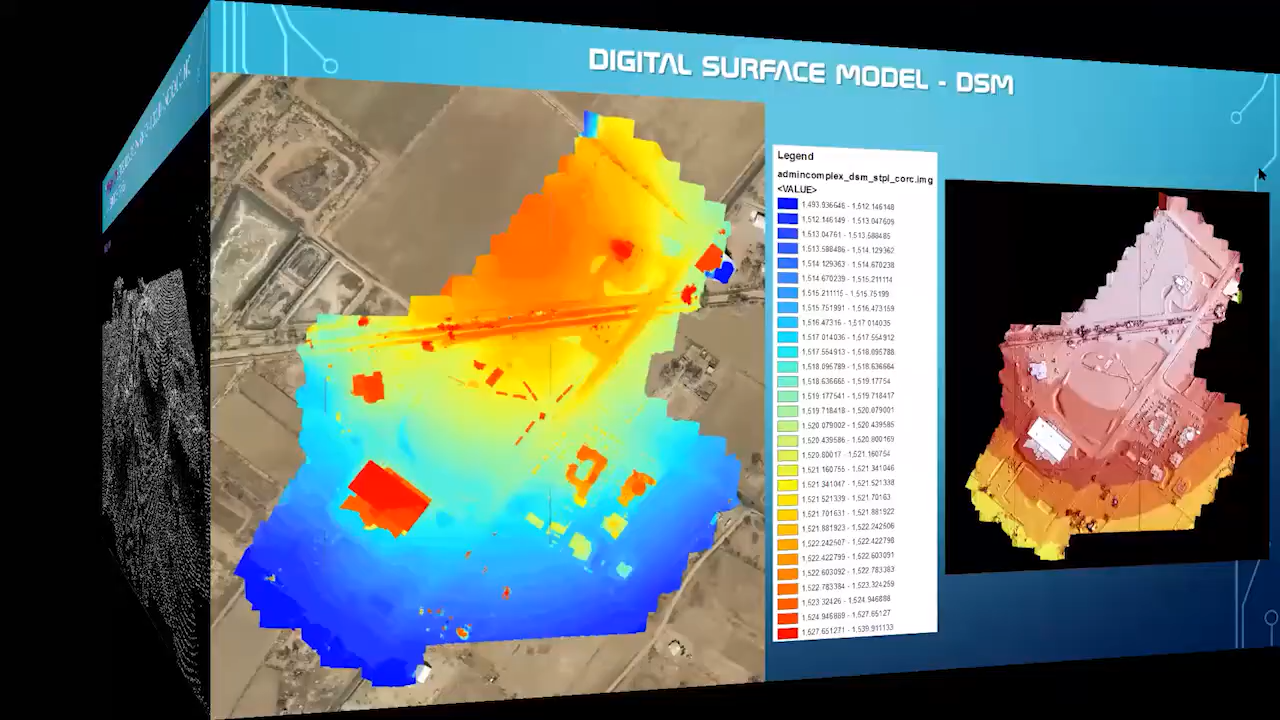 DIGITAL SURFACE MODEL - DSM
Legend
admincomplex_dsm_stpl_corc.img
<VALUE>
1,493.936646 - 1,512.146148
1,512.146149 - 1,513.047609
1,513.04761 - 1,513.588485
1,513.588486 - 1,514.129362
1,514.129363 - 1,514.670238
1,514.670239 - 1,515.211114
1,515.211115 - 1,515.75199
1,515.751991 - 1,516.473159
1,516.47316 - 1,517.014035
1,517.014036 - 1,517.554912
1,517.554913 - 1,518.095788
1,518.095789 - 1,518.636664
1,518.636665 - 1,519.17754
1,519.177541 - 1,519.718417
1,519.718418 - 1,520.079001
1,520.079002 - 1,520.439585
1,520.439586 - 1,520.800169
1,520.80017 - 1,521.160754
1,521.160755 - 1,521.341046
1,521.341047 - 1,521.521338
1,521.521339 - 1,521.70163
1,521.701631 - 1,521.881922
1,521.881923 - 1,522.242506
1,522.242507 - 1,522.422798
1,522.422799 - 1,522.603091
1,522.603092 - 1,522.783383
1,522.783384 - 1,523.324259
1,523.32426 - 1,524.946888
1,524.946889 - 1,527.65127
1,527.651271 - 1,539.911133